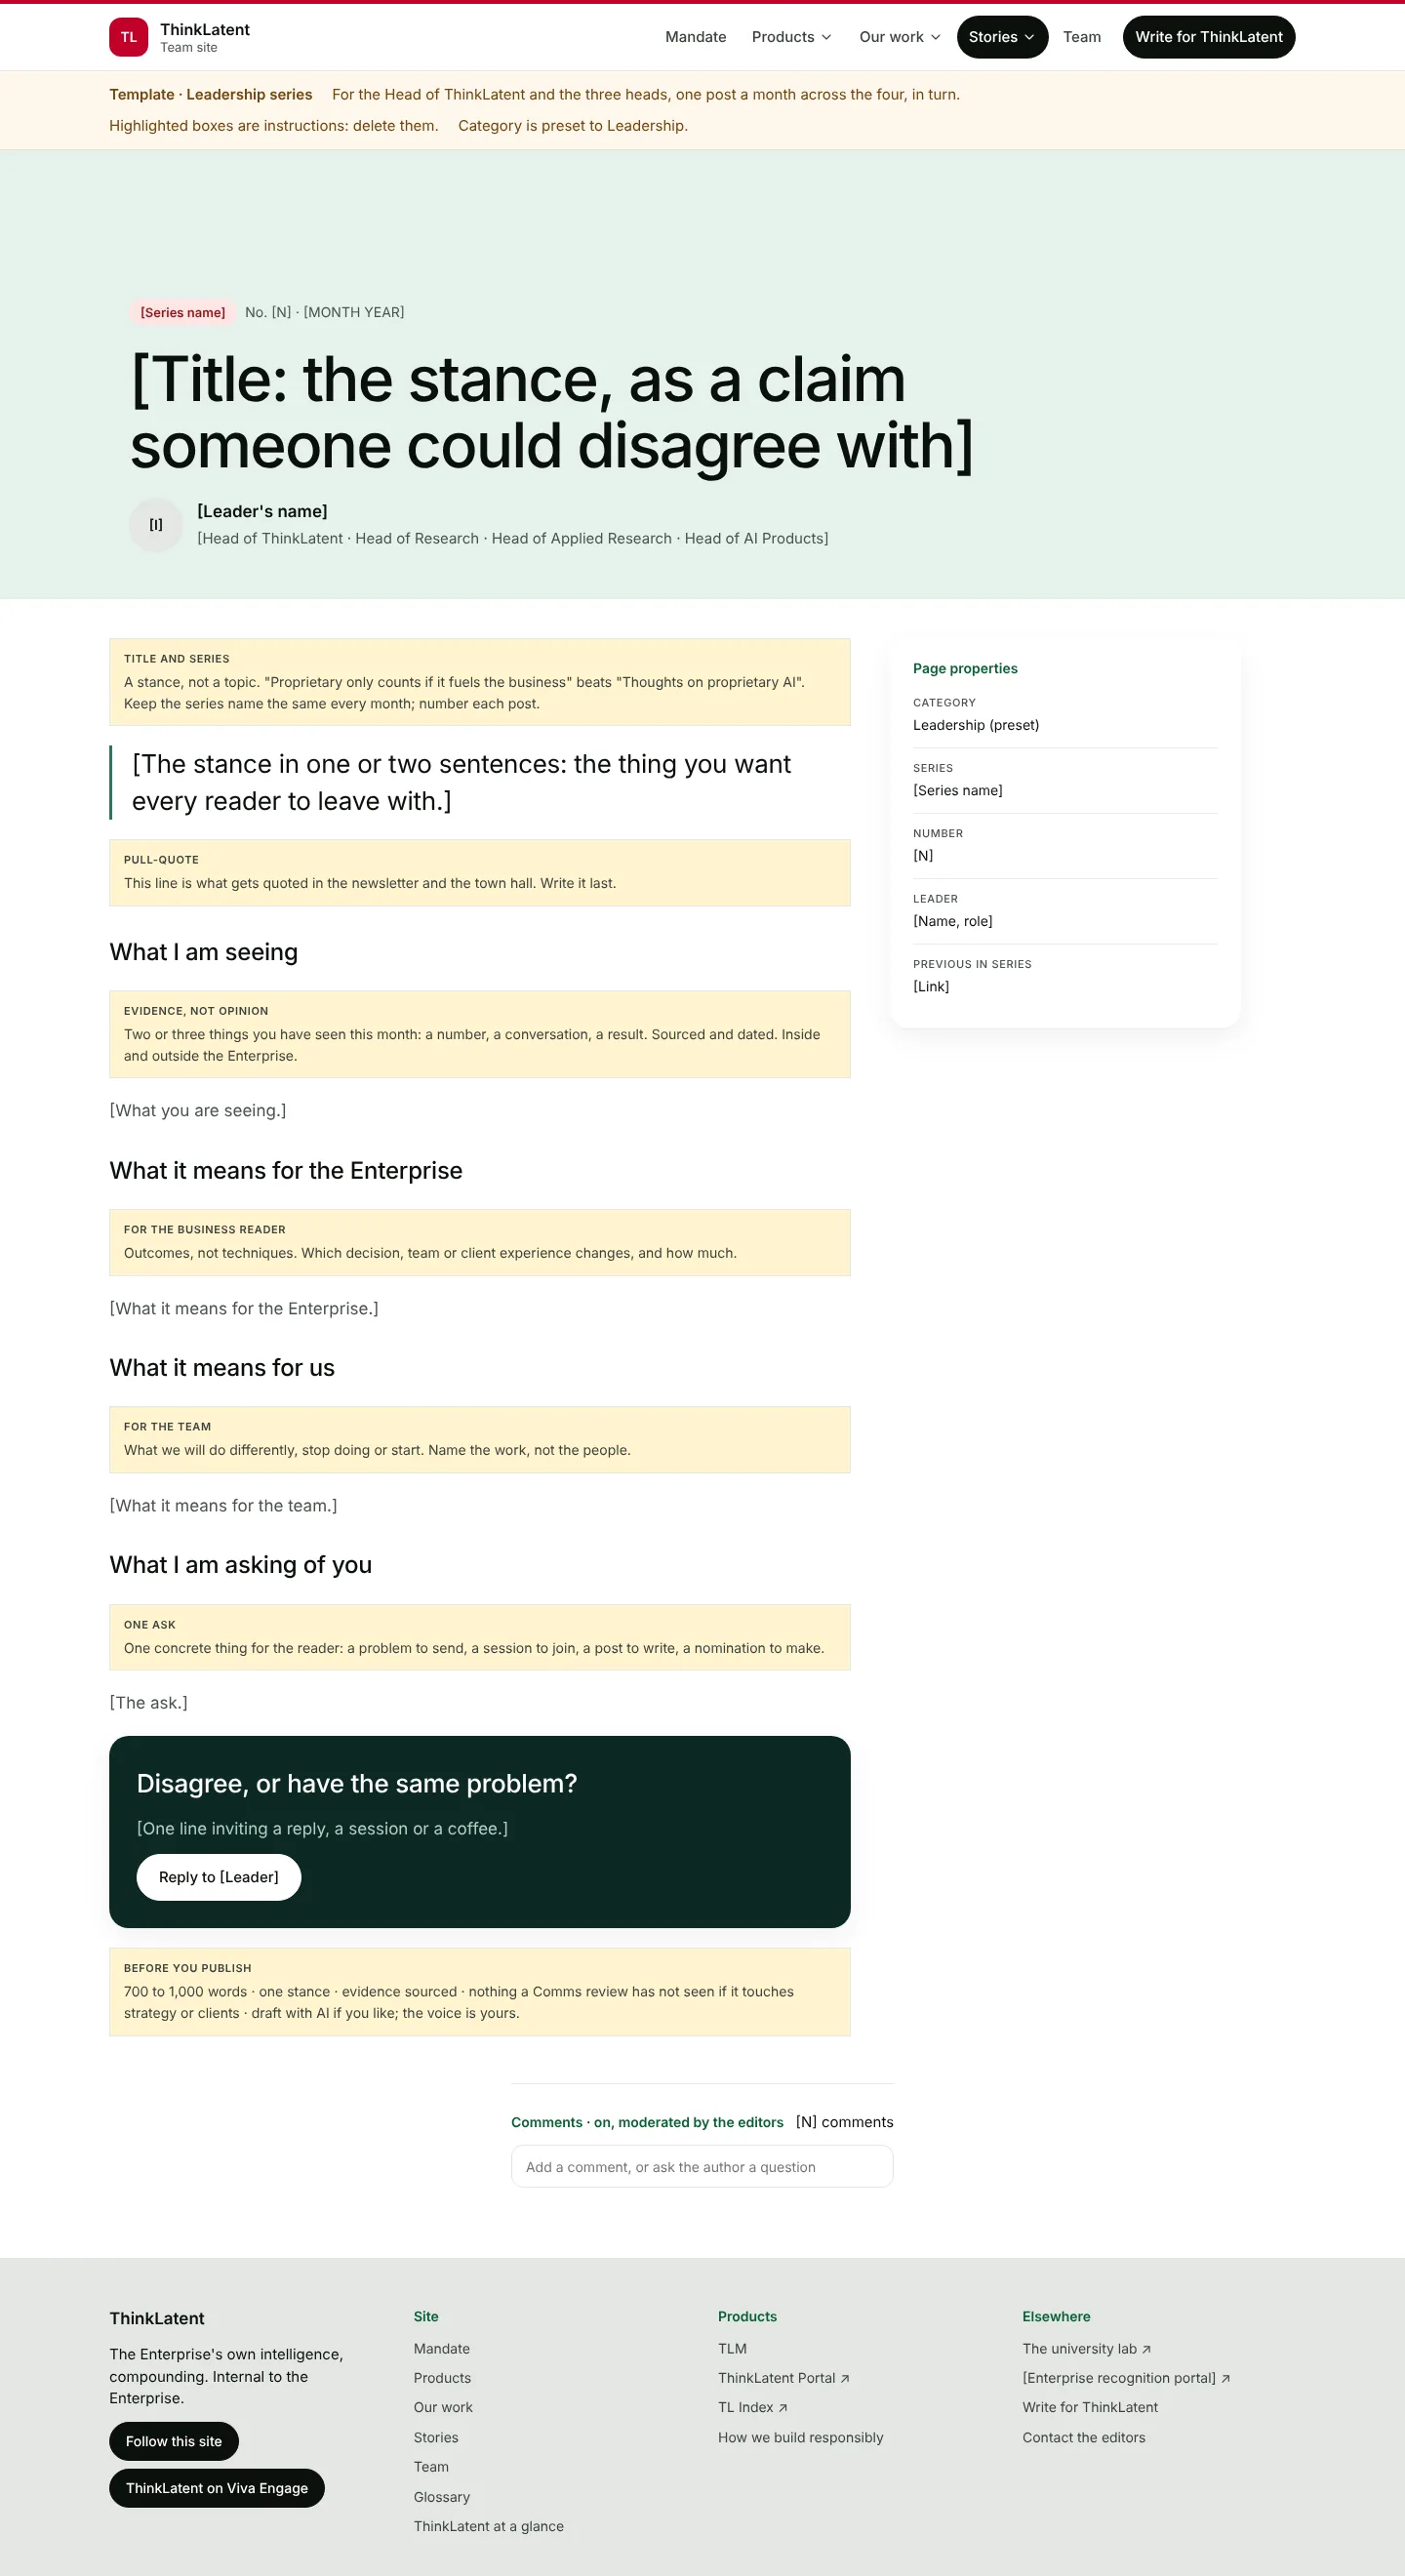 TL
ThinkLatent
Team site
Mandate
Products
Our work
Stories
Team
Write for ThinkLatent
Template · Leadership series For the Head of ThinkLatent and the three heads, one post a month across the four, in turn.
Highlighted boxes are instructions: delete them. Category is preset to Leadership.
[Series name] No. [N] · [MONTH YEAR]
[Title: the stance, as a claim
someone could disagree with]
[I]
[Leader's name]
[Head of ThinkLatent · Head of Research · Head of Applied Research · Head of AI Products]
TITLE AND SERIES
A stance, not a topic. "Proprietary only counts if it fuels the business" beats "Thoughts on proprietary AI".
Keep the series name the same every month; number each post.
[The stance in one or two sentences: the thing you want
every reader to leave with.]
PULL-QUOTE
This line is what gets quoted in the newsletter and the town hall. Write it last.
What I am seeing
EVIDENCE, NOT OPINION
Two or three things you have seen this month: a number, a conversation, a result. Sourced and dated. Inside
and outside the Enterprise.
[What you are seeing.]
What it means for the Enterprise
FOR THE BUSINESS READER
Outcomes, not techniques. Which decision, team or client experience changes, and how much.
[What it means for the Enterprise.]
What it means for us
FOR THE TEAM
What we will do differently, stop doing or start. Name the work, not the people.
[What it means for the team.]
What I am asking of you
ONE ASK
One concrete thing for the reader: a problem to send, a session to join, a post to write, a nomination to make.
[The ask.]
Disagree, or have the same problem?
[One line inviting a reply, a session or a coffee.]
Reply to [Leader]
BEFORE YOU PUBLISH
700 to 1,000 words · one stance · evidence sourced · nothing a Comms review has not seen if it touches
strategy or clients · draft with AI if you like; the voice is yours.
Page properties
CATEGORY
Leadership (preset)
SERIES
[Series name]
NUMBER
[N]
LEADER
[Name, role]
PREVIOUS IN SERIES
[Link]
Comments · on, moderated by the editors [N] comments
Add a comment, or ask the author a question
ThinkLatent
The Enterprise's own intelligence,
compounding. Internal to the
Enterprise.
Follow this site
ThinkLatent on Viva Engage
Site
Mandate
Products
Our work
Stories
Team
Glossary
ThinkLatent at a glance
Products
TLM
ThinkLatent Portal ↗
TL Index ↗
How we build responsibly
Elsewhere
The university lab ↗
[Enterprise recognition portal] ↗
Write for ThinkLatent
Contact the editors